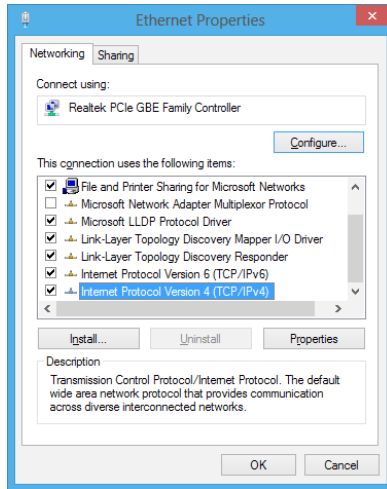 Ethernet Properties
Networking
Sharing
Connect using:
Realtek PCIe GBE Family Controller
Configure...
This connection uses the following items:
File and Printer Sharing for Microsoft Networks
Microsoft Network Adapter Multiplexor Protocol
Microsoft LLDP Protocol Driver
Link-Layer Topology Discovery Mapper I/O Driver
Link-Layer Topology Discovery Responder
Internet Protocol Version 6 (TCP/IPv6)
Internet Protocol Version 4 (TCP/IPv4)
Install...
Uninstall
Properties
Description
Transmission Control Protocol/Internet Protocol. The default
wide area network protocol that provides communication
across diverse interconnected networks.
OK
Cancel